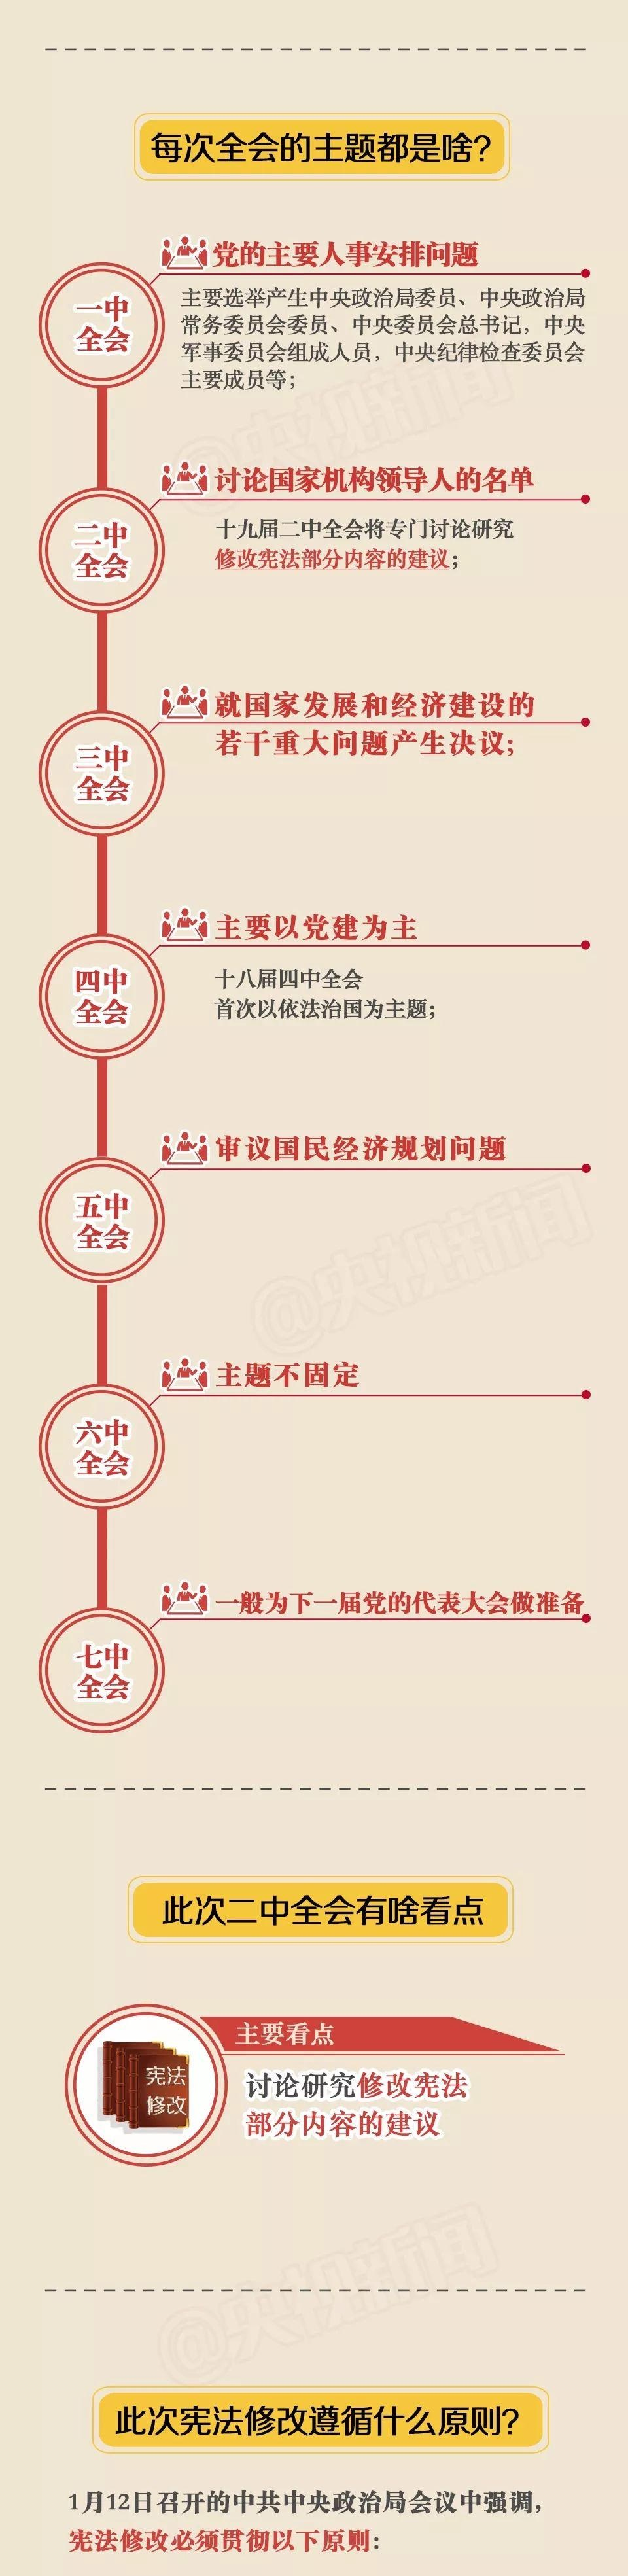 每次全会的主题都是啥？
党的主要人事安排问题
一中
全会
主要选举产生中央政治局委员、中央政治局
常务委员会委员、中央委员会总书记，中央
军事委员会组成人员，中央纪律检查委员会
主要成员等；
@央视新闻
讨论国家机构领导人的名单
二中
全会
十九届二中全会将专门讨论研究
修改宪法部分内容的建议；
就国家发展和经济建设的
若干重大问题产生决议；
三中
全会
主要以党建为主
四中
全会
十八届四中全会
首次以依法治国为主题；
审议国民经济规划问题
五中
全会
@央视新闻
主题不固定
六中
全会
一般为下一届党的代表大会做准备
七中
全会
此次二中全会有啥看点
主要看点
宪法
修改
讨论研究修改宪法
部分内容的建议
@央视新闻
此次宪法修改遵循什么原则？
1月12日召开的中共中央政治局会议中强调，
宪法修改必须贯彻以下原则：